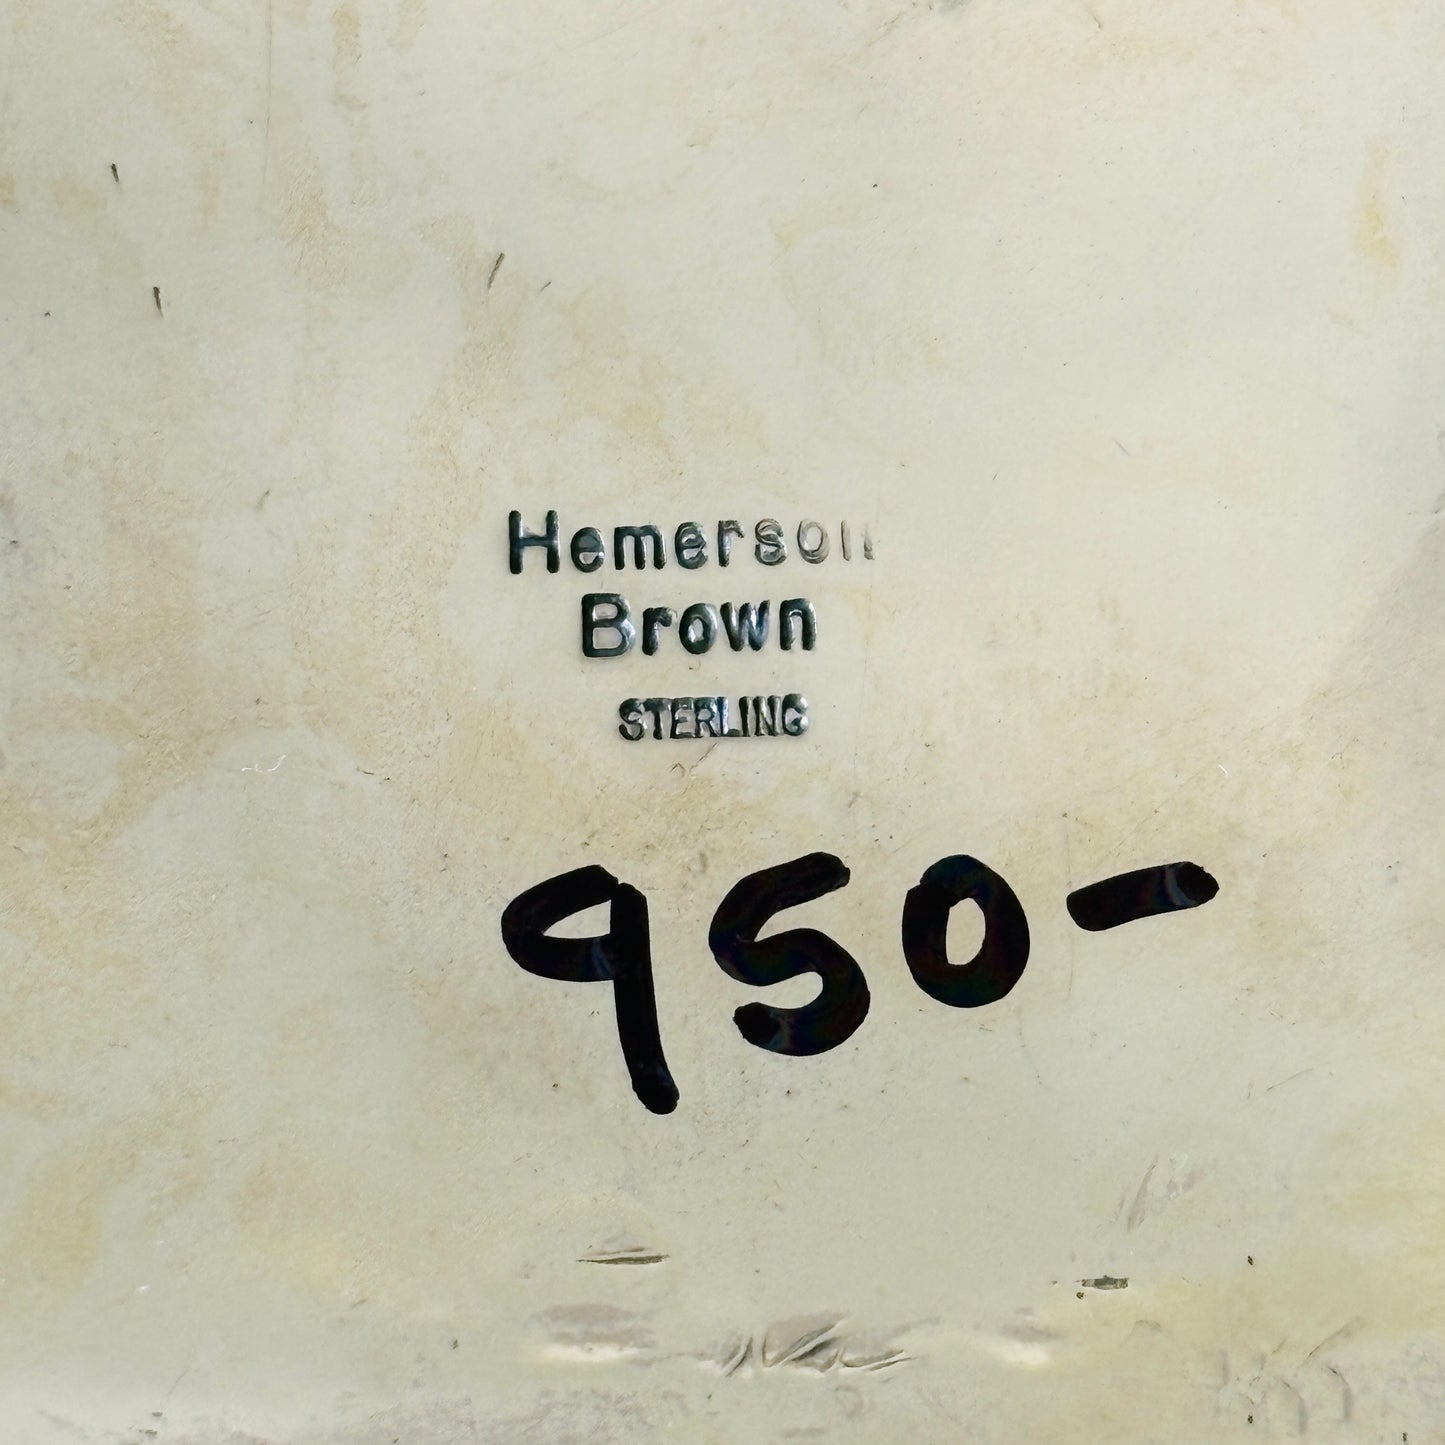 Hemerson
Brown
STERLING
950-